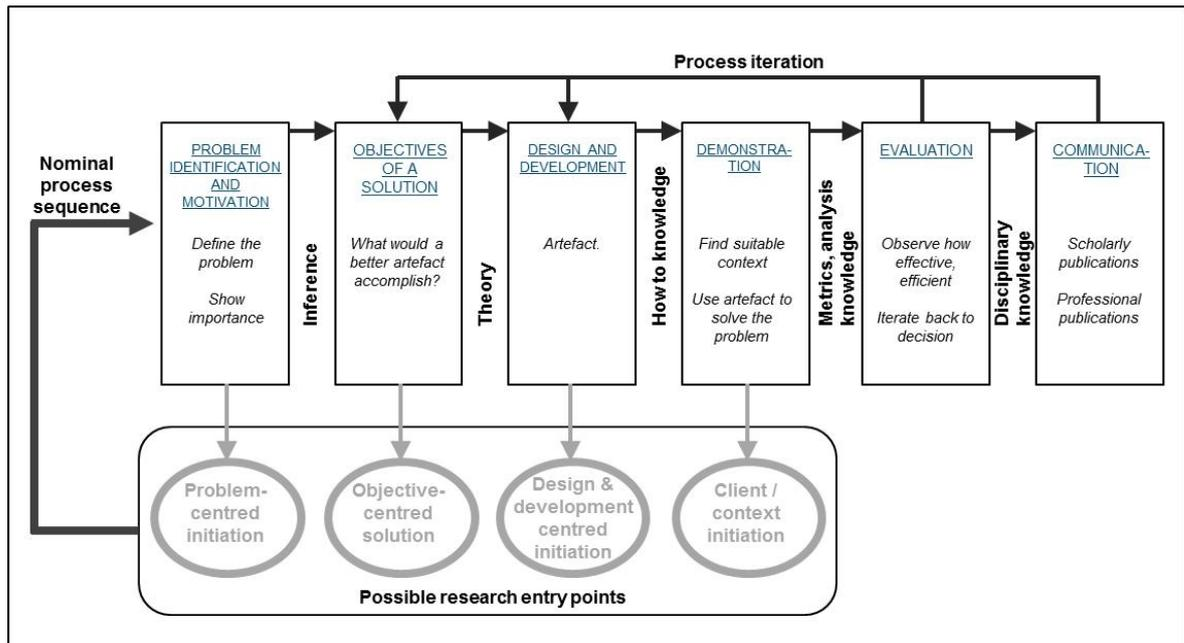 Process iteration
Nominal
process
sequence
PROBLEM
IDENTIFICATION
AND
MOTIVATION
Define the
problem
Show
importance
Inference
OBJECTIVES
OF A
SOLUTION
What would a
better artefact
accomplish?
Theory
DESIGN AND
DEVELOPMENT
Artefact.
How to knowledge
DEMONSTRA-
TION
Find suitable
context
Use artefact to
solve the
problem
Metrics, analysis
knowledge
EVALUATION
Observe how
effective,
efficient
Iterate back to
decision
Disciplinary
knowledge
COMMUNICA-
TION
Scholarly
publications
Professional
publications
Problem-
centred
initiation
Objective-
centred
solution
Design &
development
centred
initiation
Client /
context
initiation
Possible research entry points